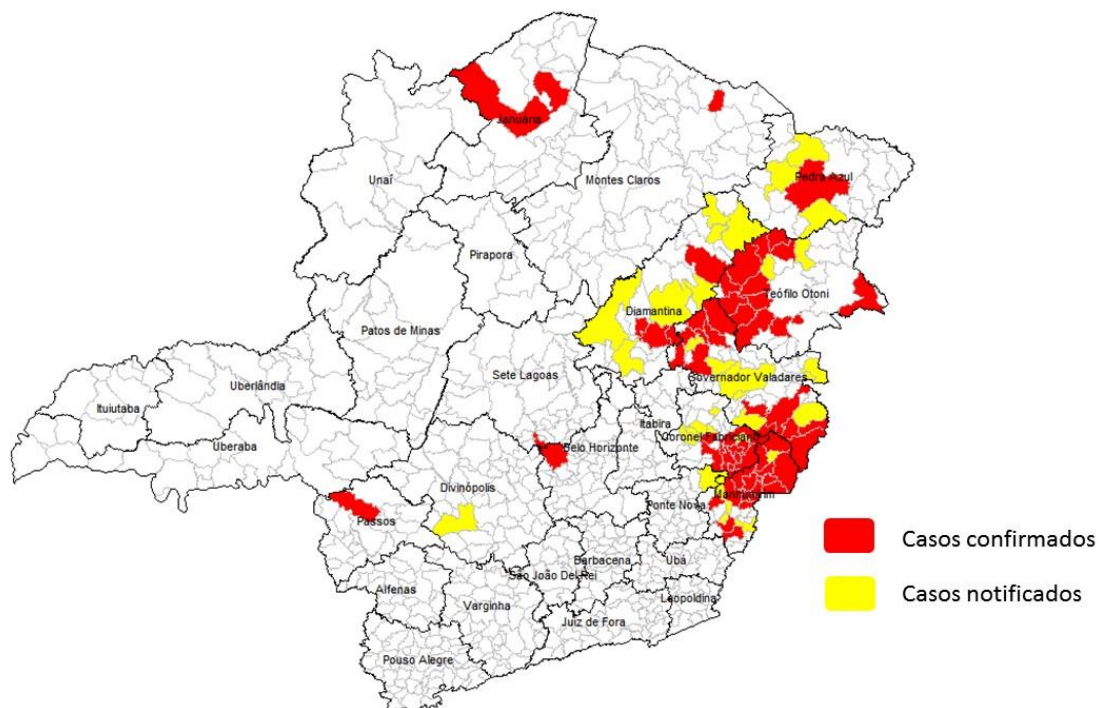 Januária
Pedra Azul
Unaí
Montes Claros
Pirapora
Teófilo Otoni
Diamantina
Patos de Minas
Sete Lagoas
Governador Valadares
Uberlândia
Ituiutaba
Itabira
Coronel Fabriciano
Uberaba
Belo Horizonte
Divinópolis
Manhumirim
Ponte Nova
Passos
Casos confirmados
Barbacena
Ubá
São João Del Rei
Alfenas
Casos notificados
Leopoldina
Varginha
Juiz de Fora
Pouso Alegre